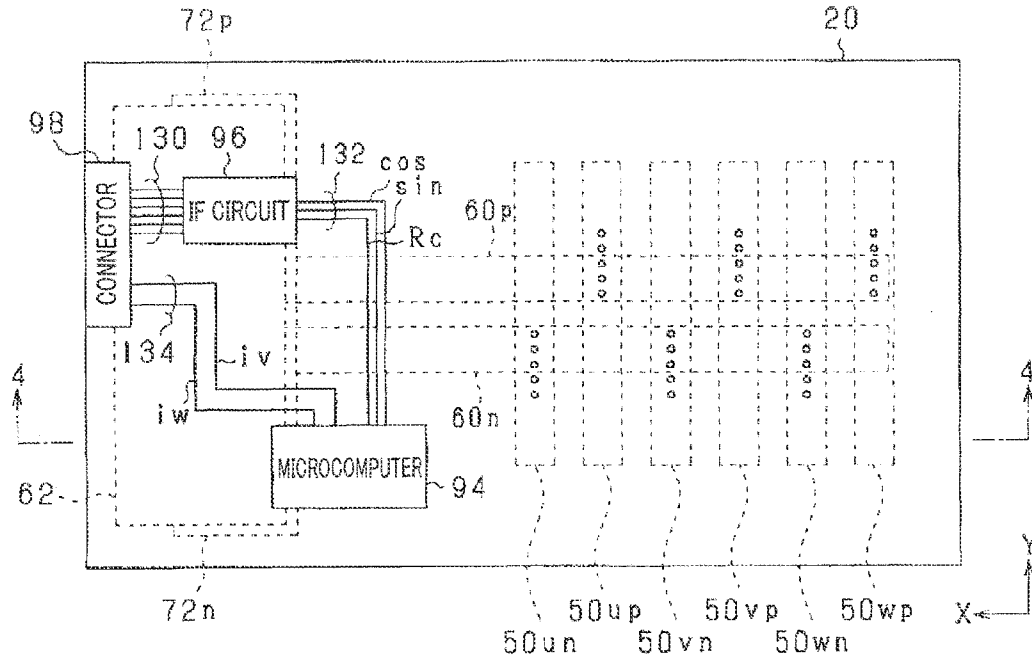 72p
20
98
130
96
132
cos
sin
CONNECTOR
IF CIRCUIT
60p
Rc
134
iv
4
4
iw
60n
MICROCOMPUTER
62
94
Y
72n
50up
50vp
50wp
X
50un
50vn
50wn